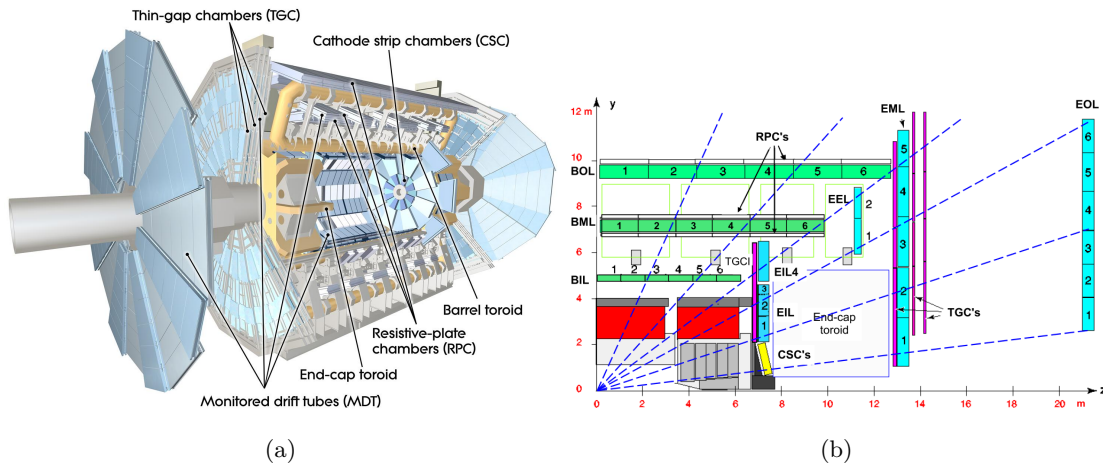 Thin-gap chambers (TGC)
Cathode strip chambers (CSC)
Barrel toroid
Resistive-plate
chambers (RPC)
End-cap toroid
Monitored drift tubes (MDT)
(a)
12 m
y
EML
EOL
RPC's
6
5
10
BOL
1 2 3 4 5 6
5
EEL
2
4
4
8
BML
1 2 3 4 5 6
1
3
3
6
TGCI
1 2 3 4 5 6
EIL4
BIL
2
2
4
3
2
EIL
End-cap
toroid
TGC's
1
1
2
CSC's
1
0
0 2 4 6 8 10 12 14 16 18 20 m
z
(b)